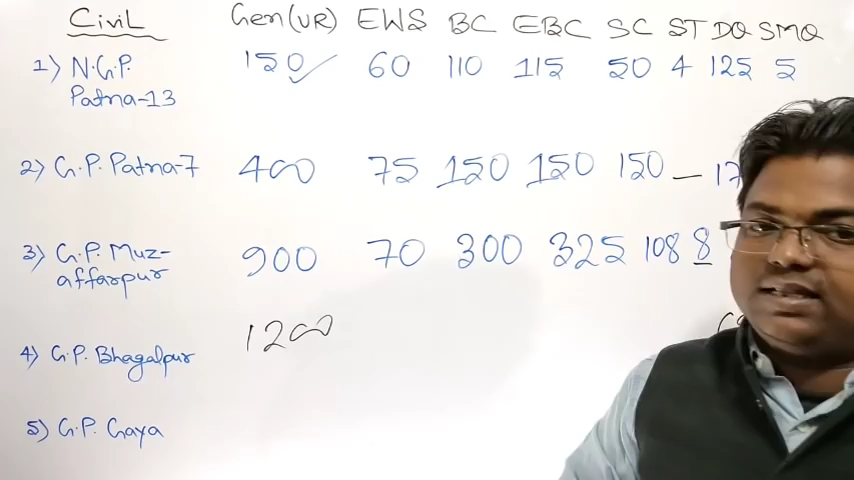 Civil Gen(UR) EWS BC EBC SC ST DQ SMQ
1) N.G.P. 150 60 110 115 50 4 125 5
Patna-13
2) G.P. Patna-7 400 75 150 150 150 — 17
3) G.P. Muz- 900 70 300 325 108 8
affarpur
4) G.P. Bhagalpur 1200
5) G.P. Gaya